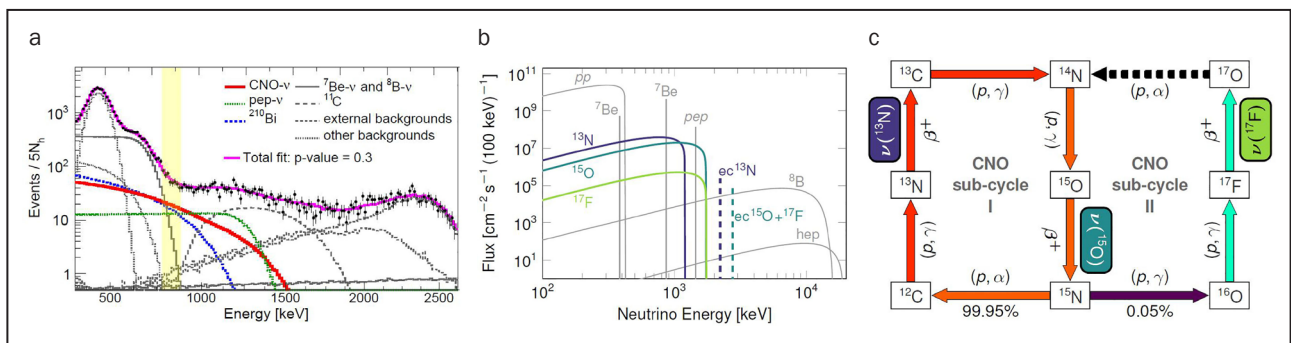 a
Events / 5N_h
10³
10²
10
1
CNO-ν
pep-ν
²¹⁰Bi
⁷Be-ν and ⁸B-ν
¹¹C
external backgrounds
other backgrounds
Total fit: p-value = 0.3
500 1000 1500 2000 2500
Energy [keV]
b
Flux [cm⁻² s⁻¹ (100 keV)⁻¹]
10¹¹
10⁹
10⁷
10⁵
10³
10¹
pp
⁷Be
⁷Be
pep
¹³N
¹⁵O
¹⁷F
ec¹³N
ec¹⁵O+¹⁷F
⁸B
hep
10² 10³ 10⁴
Neutrino Energy [keV]
c
¹³C
¹⁴N
¹⁷O
(p, γ)
(p, α)
ν(¹³N)
β+
(p, γ)
β+
ν(¹⁷F)
CNO
sub-cycle
I
CNO
sub-cycle
II
¹³N
¹⁵O
¹⁷F
(p, γ)
β+
ν(¹⁵O)
(p, γ)
(p, α)
(p, γ)
¹²C
¹⁵N
¹⁶O
99.95%
0.05%